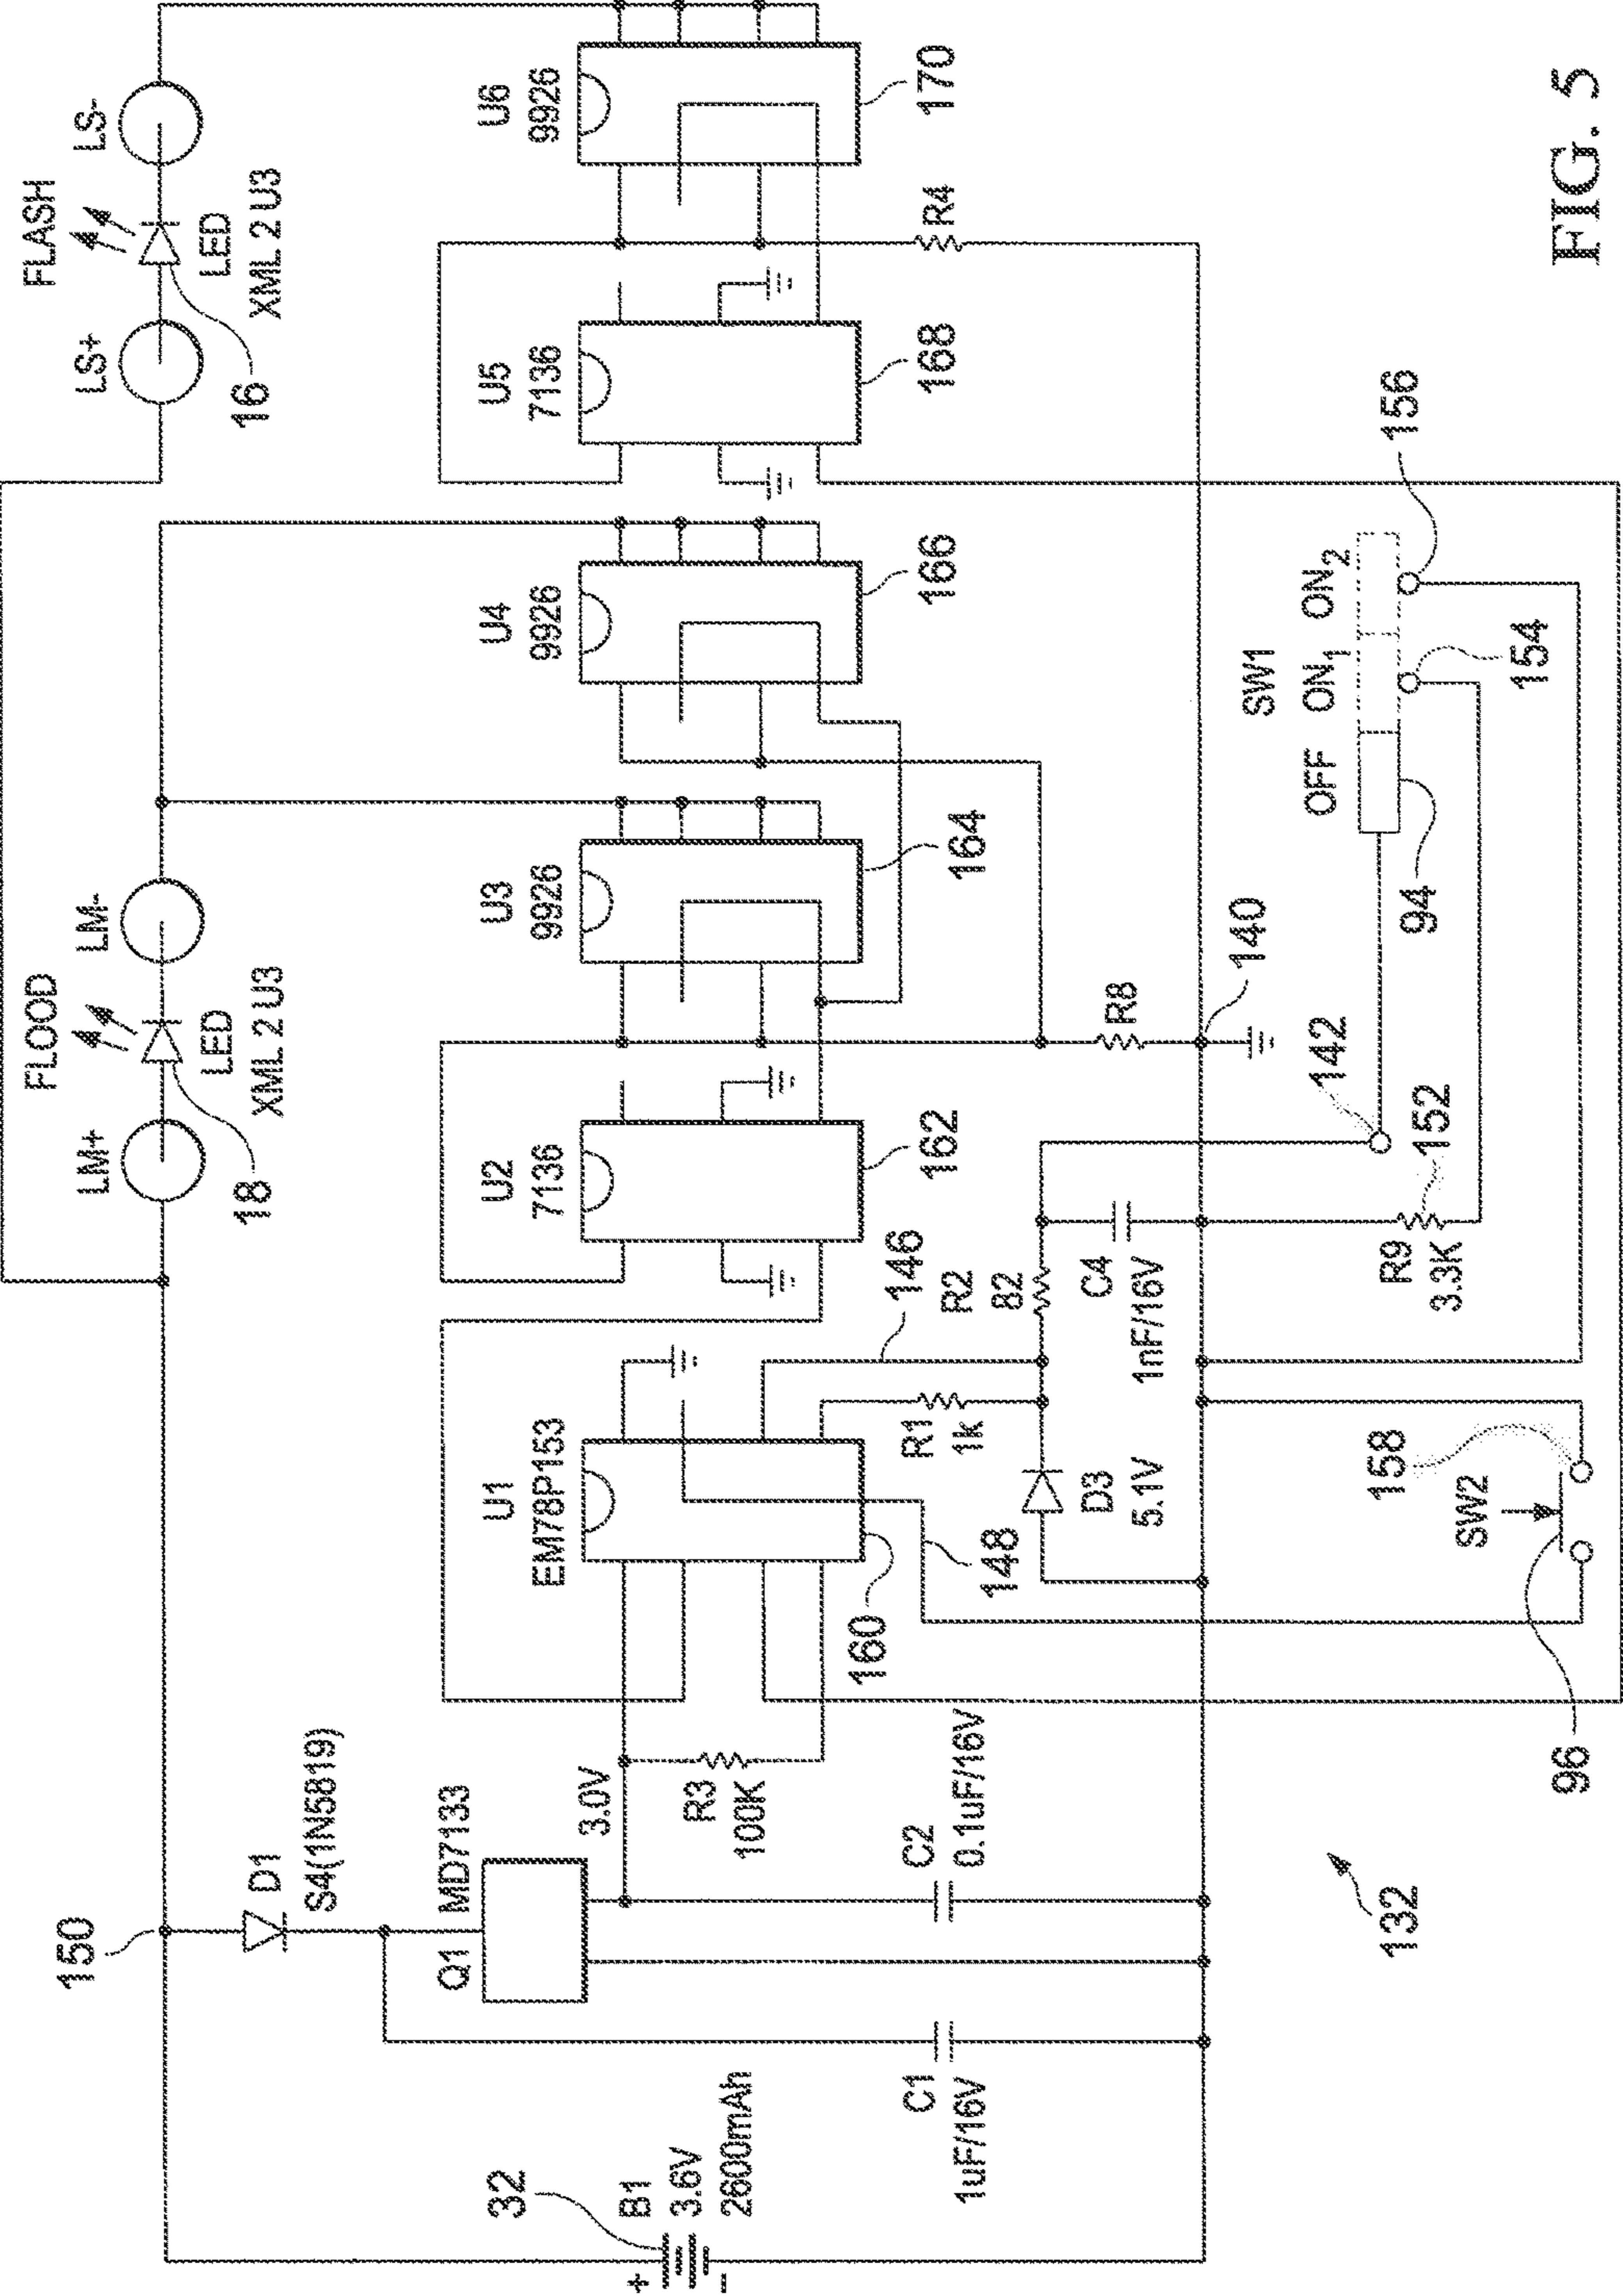 FLOOD
FLASH
LM+
LM-
LS+
LS-
18
LED
XML 2 U3
16
LED
XML 2 U3
150
D1
S4(1N5819)
Q1 MD7133
3.0V
32
B1
3.6V
2600mAh
+
-
C1
1uF/16V
C2
0.1uF/16V
R3
100K
U1
EM78P153
160
148
146
R1
1k
R2
82
D3
5.1V
C4
1nF/16V
U2
7136
162
U3
9926
164
U4
9926
166
U5
7136
168
U6
9926
170
R8
R4
140
142
152
R9
3.3K
SW1
OFF ON1 ON2
94
154
156
158
SW2
96
132
FIG. 5